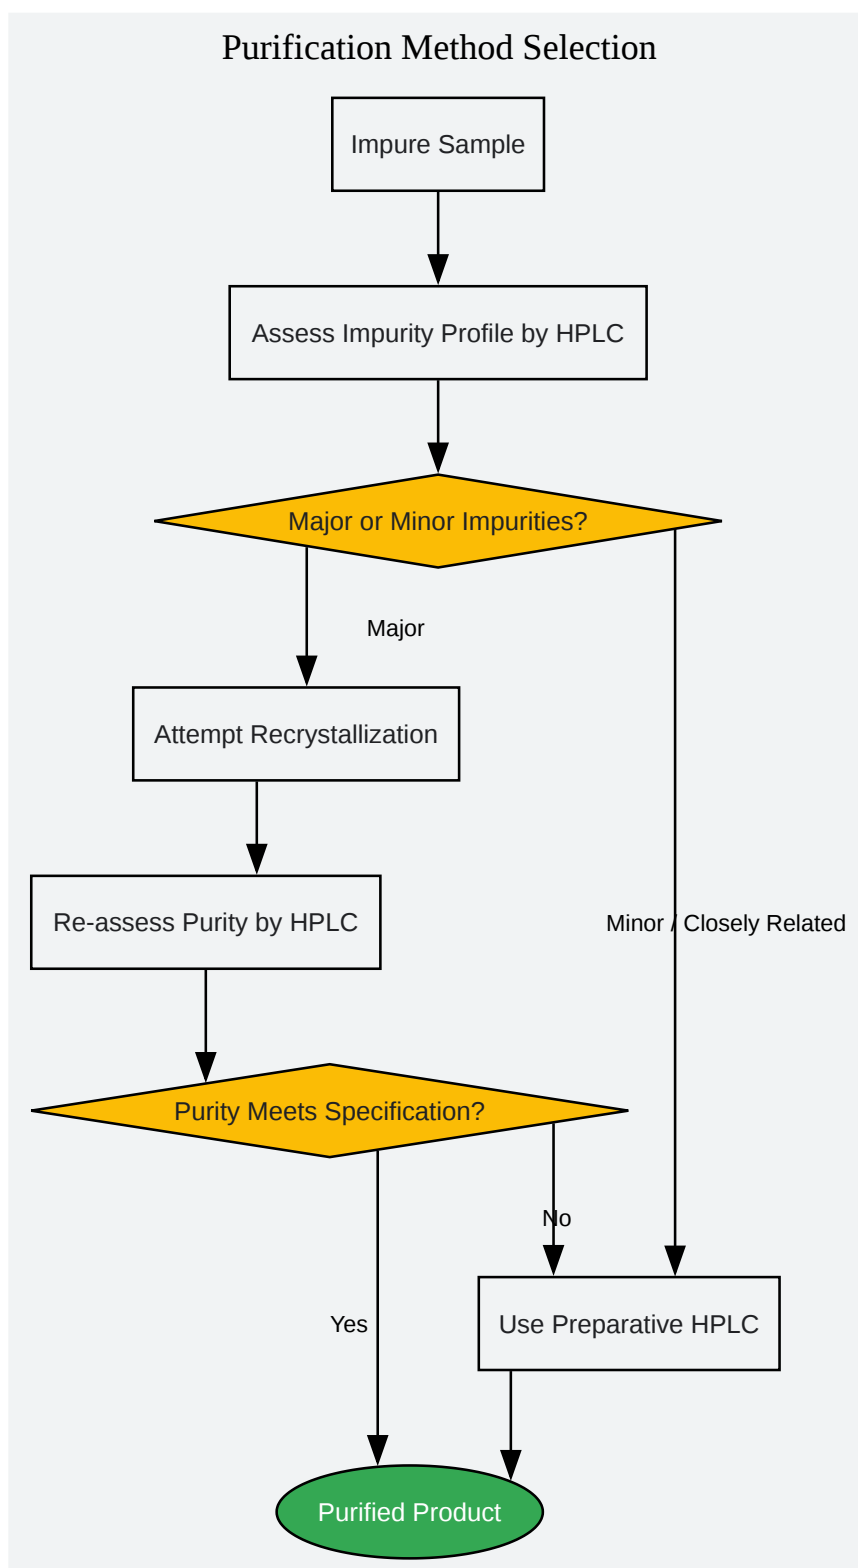 Purification Method Selection
Impure Sample
Assess Impurity Profile by HPLC
Major or Minor Impurities?
Major
Attempt Recrystallization
Re-assess Purity by HPLC
Minor / Closely Related
Purity Meets Specification?
No
Yes
Use Preparative HPLC
Purified Product